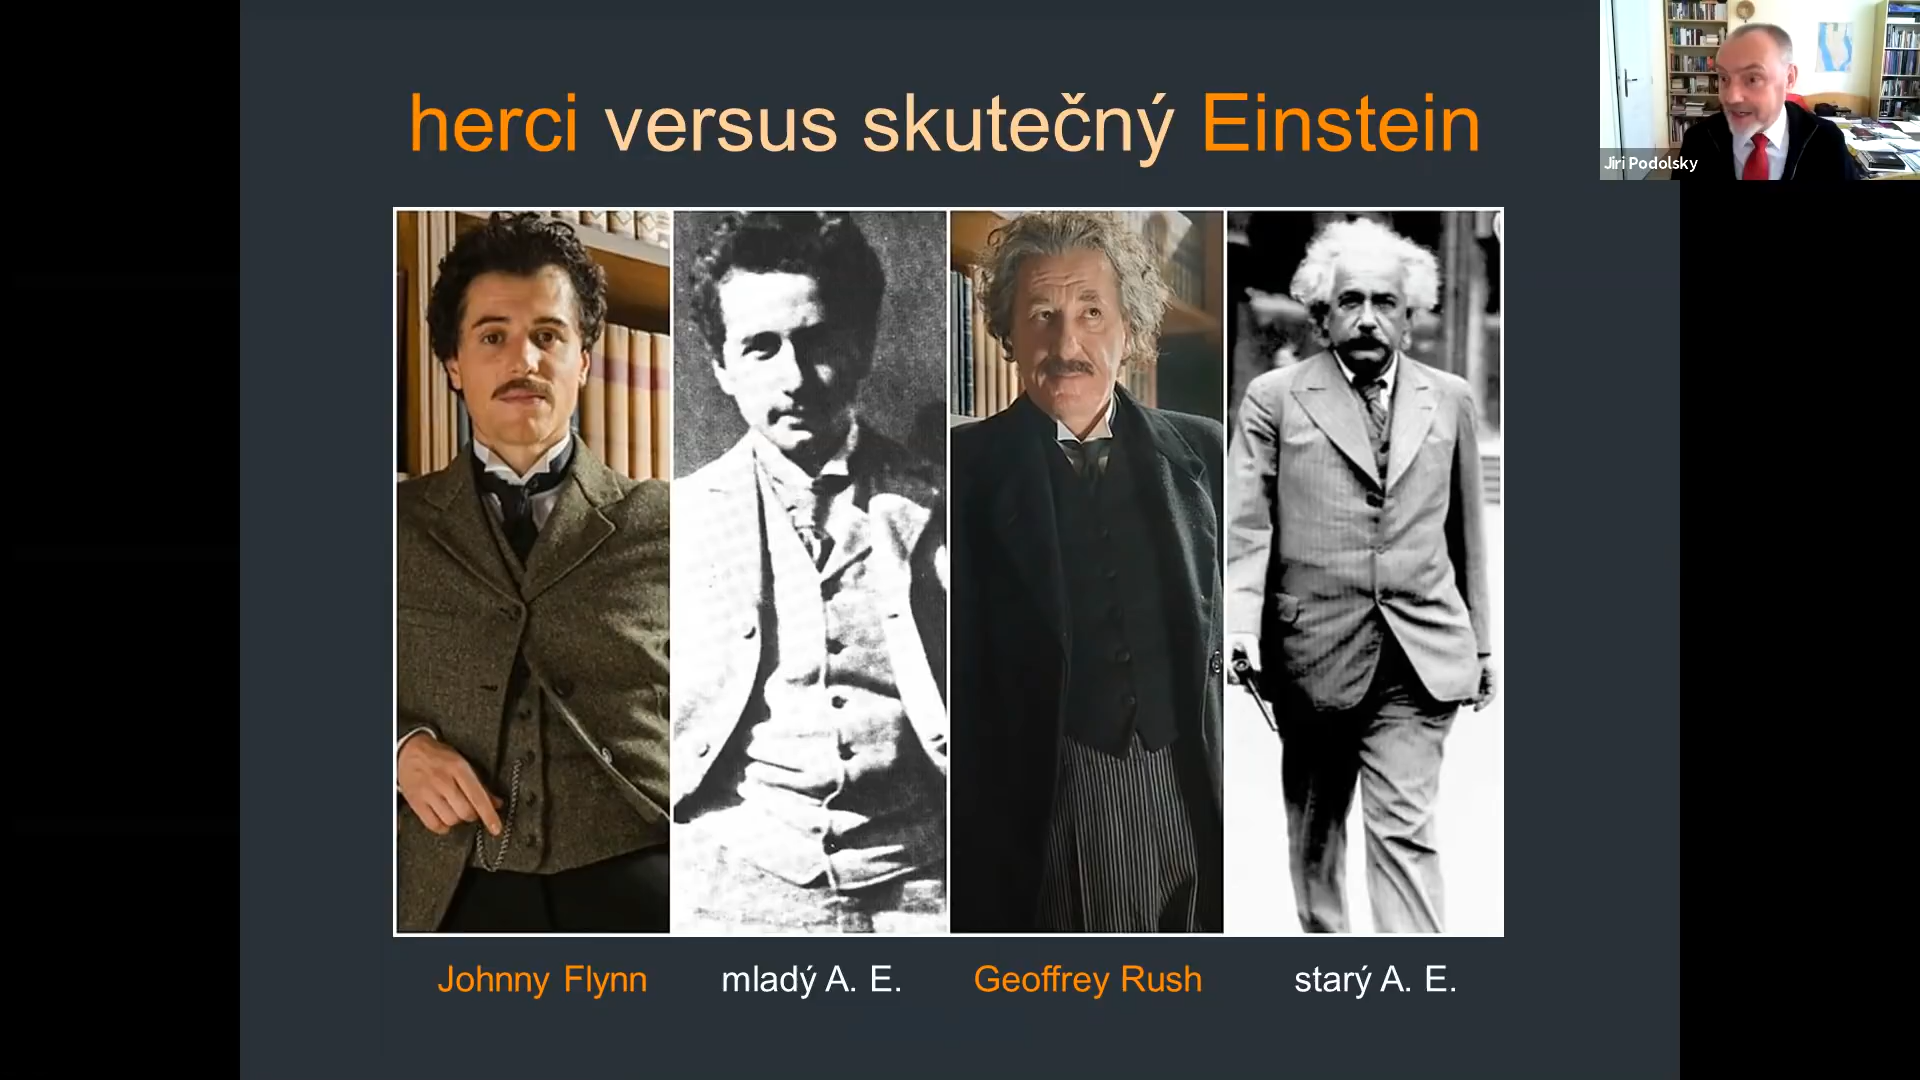 herci versus skutečný Einstein
Jiri Podolsky
Johnny Flynn
mladý A. E.
Geoffrey Rush
starý A. E.